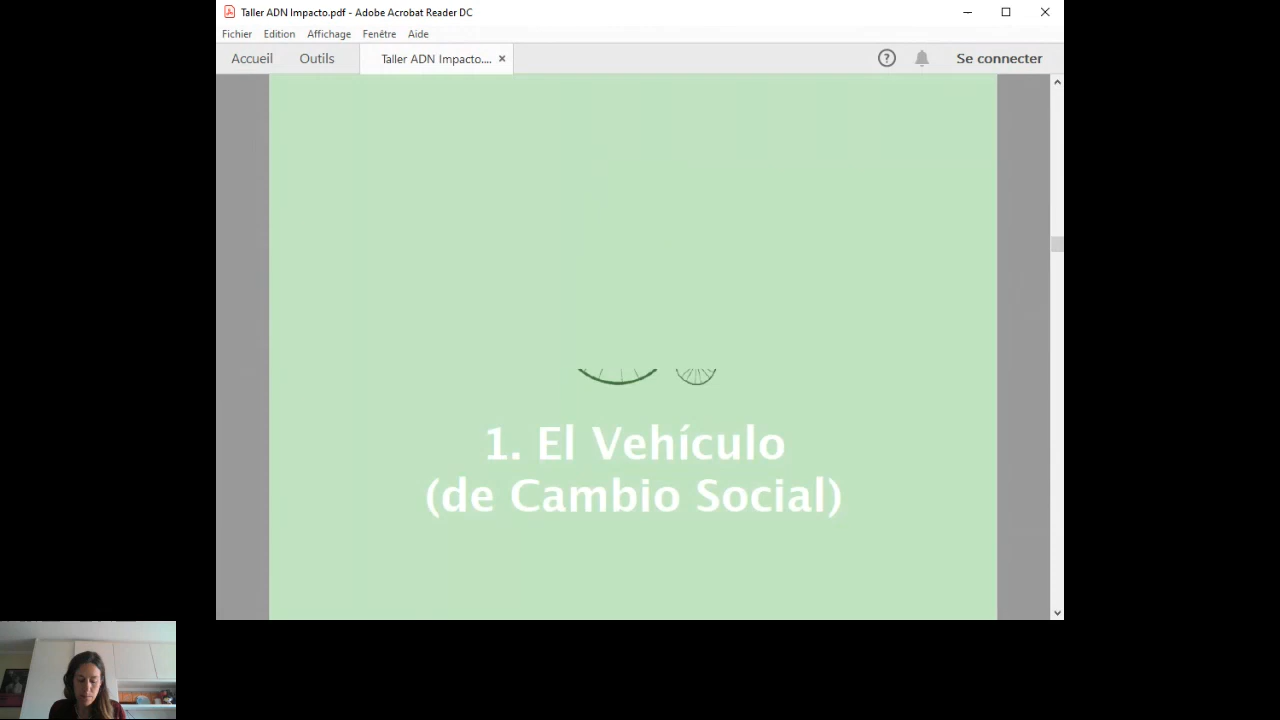 Taller ADN Impacto.pdf - Adobe Acrobat Reader DC
Fichier Edition Affichage Fenêtre Aide
Accueil Outils Taller ADN Impacto.... × ? Se connecter
1. El Vehículo
(de Cambio Social)